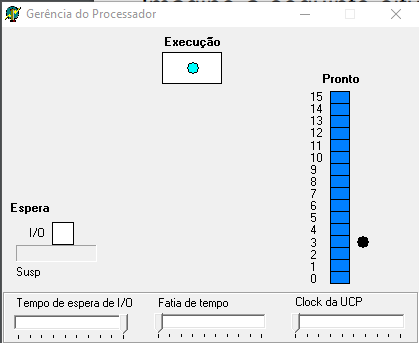 Gerência do Processador
Execução
Pronto
15
14
13
12
11
10
9
8
7
6
5
4
3
2
1
0
Espera
I/O
Susp
Tempo de espera de I/O
Fatia de tempo
Clock da UCP